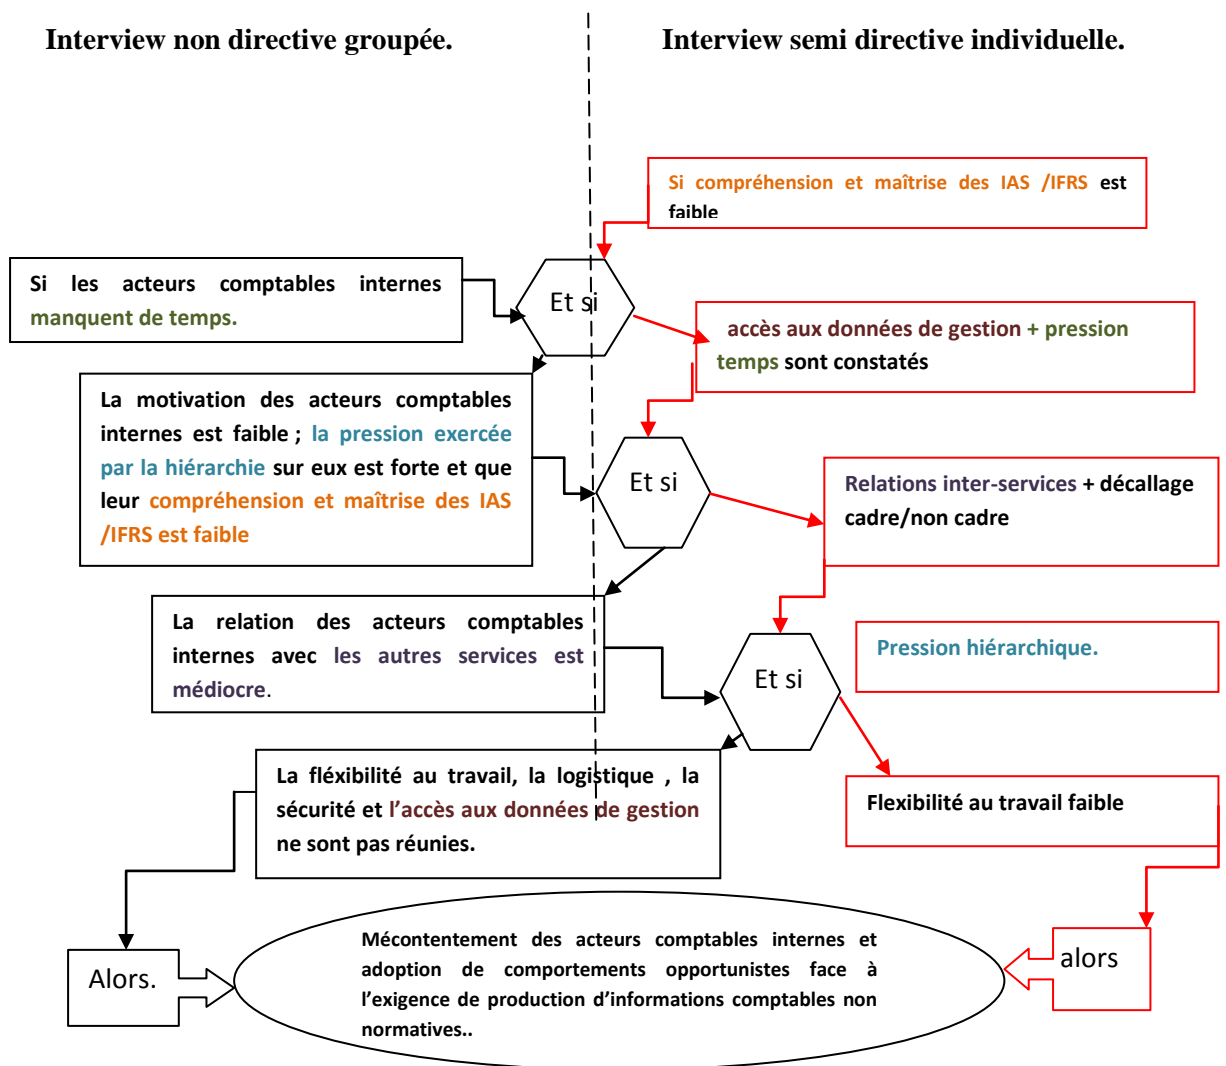 Interview non directive groupée.
Interview semi directive individuelle.
Si compréhension et maîtrise des IAS /IFRS est
faible
Si les acteurs comptables internes
manquent de temps.
Et si
accès aux données de gestion + pression
temps sont constatés
La motivation des acteurs comptables
internes est faible ; la pression exercée
par la hiérarchie sur eux est forte et que
leur compréhension et maîtrise des IAS
/IFRS est faible
Et si
Relations inter-services + décallage
cadre/non cadre
La relation des acteurs comptables
internes avec les autres services est
médiocre.
Et si
Pression hiérarchique.
La fléxibilité au travail, la logistique , la
sécurité et l’accès aux données de gestion
ne sont pas réunies.
Flexibilité au travail faible
Alors.
alors
Mécontentement des acteurs comptables internes et
adoption de comportements opportunistes face à
l’exigence de production d’informations comptables non
normatives..